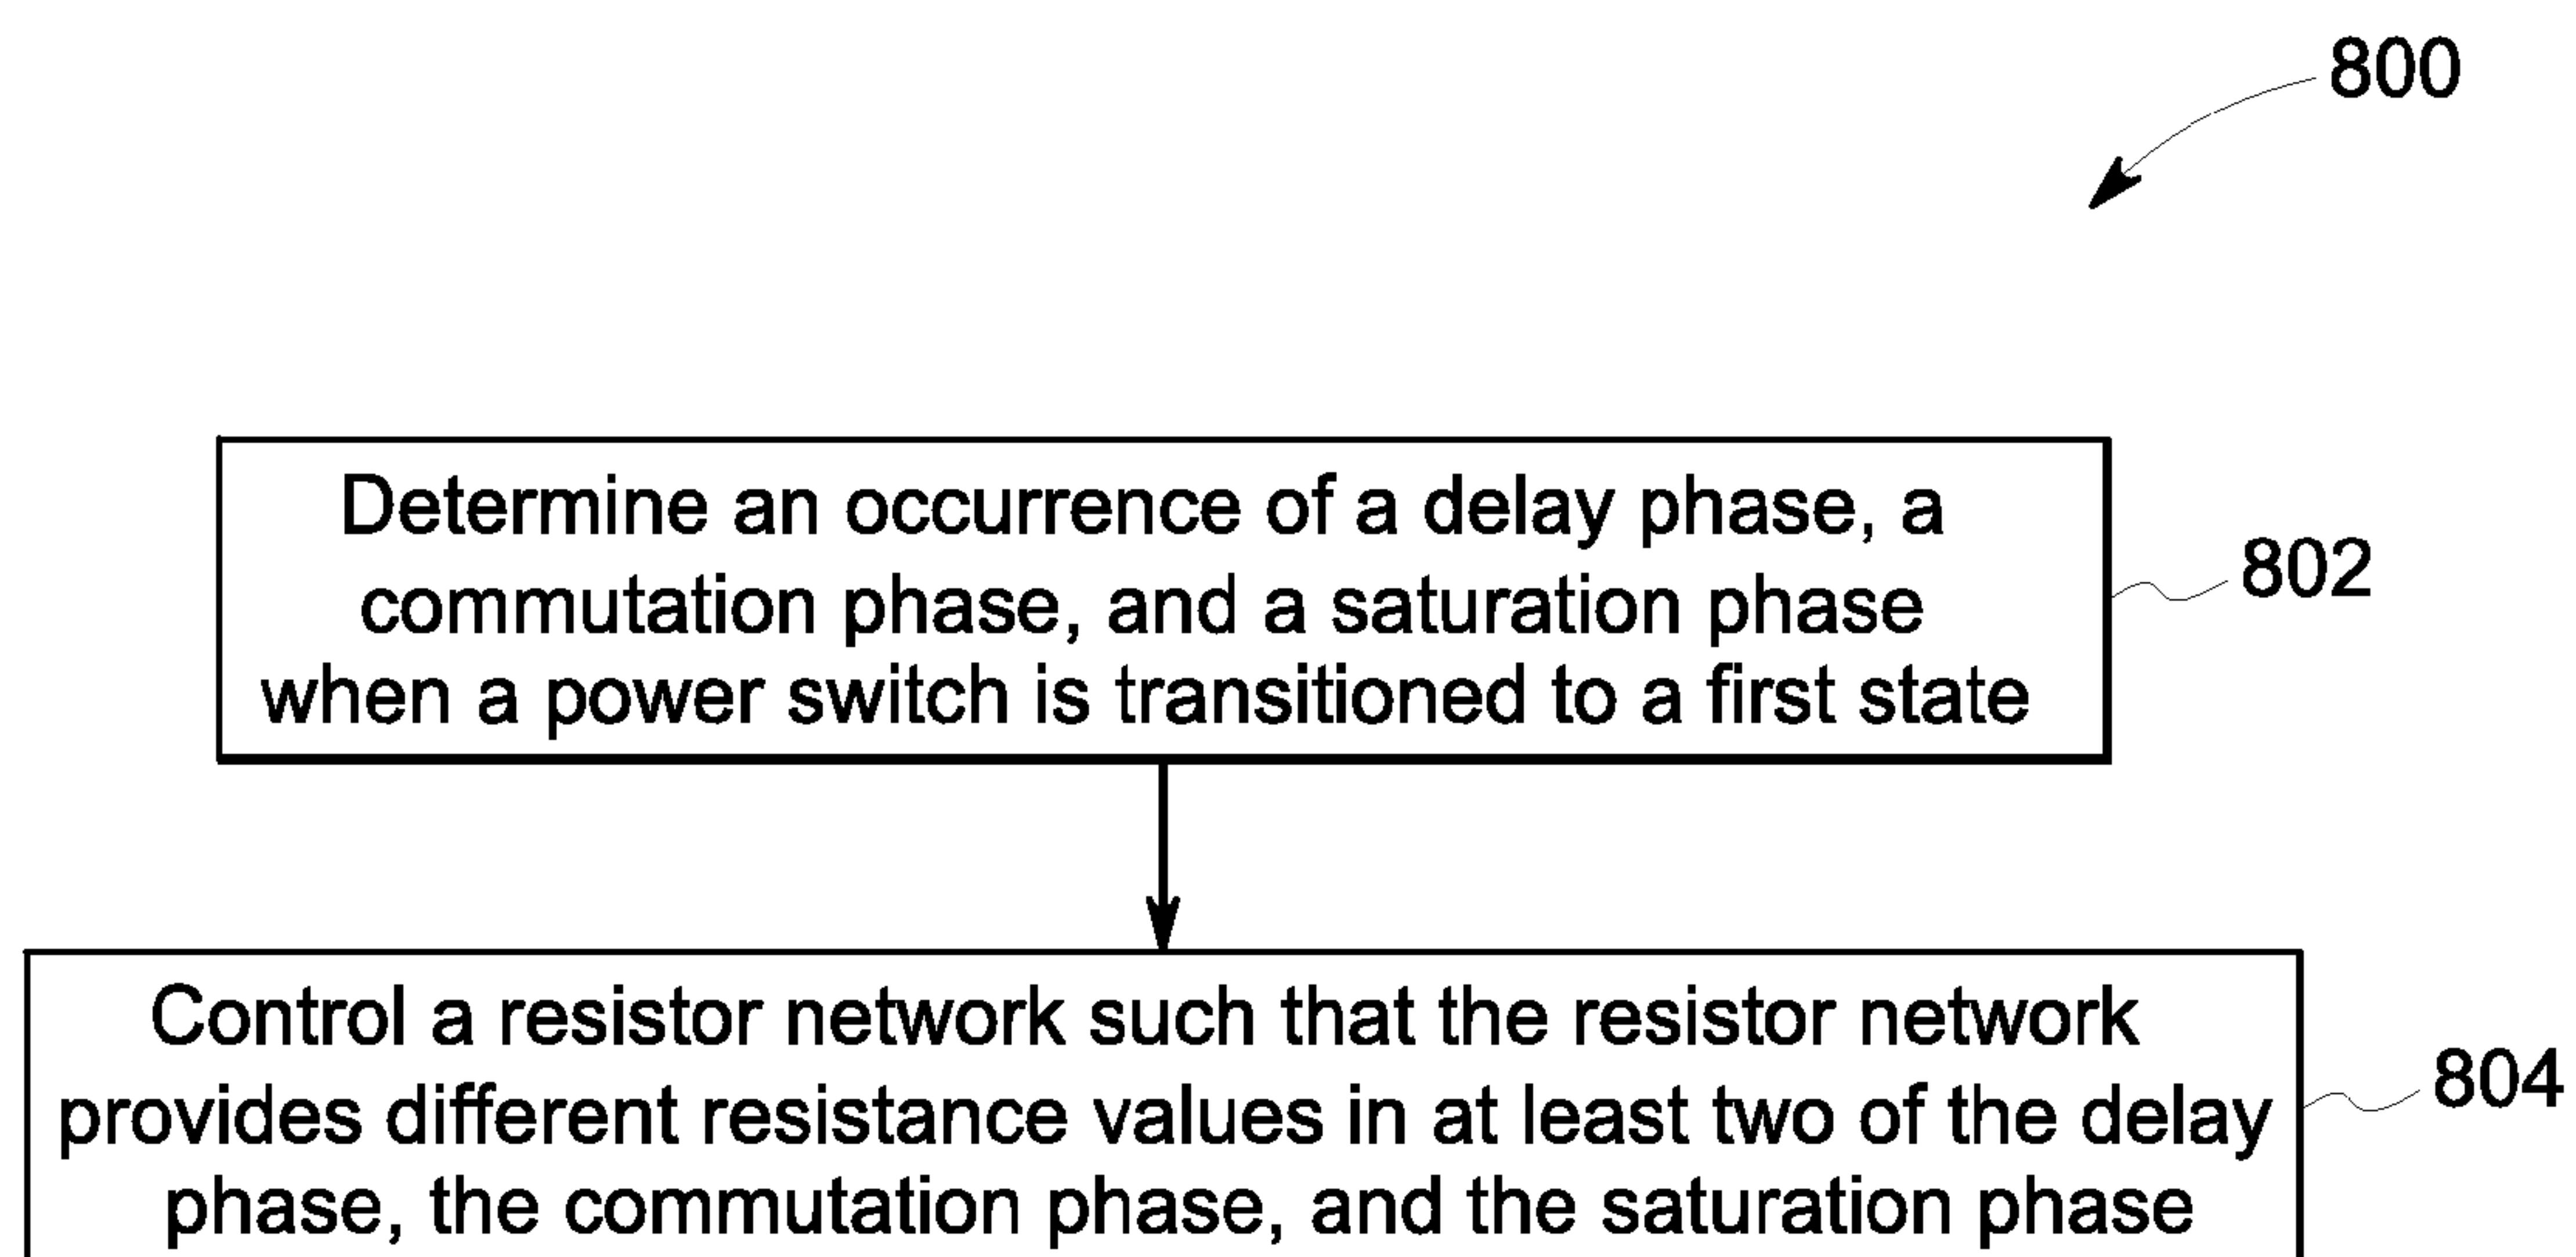 800
Determine an occurrence of a delay phase, a
commutation phase, and a saturation phase
when a power switch is transitioned to a first state
802
Control a resistor network such that the resistor network
provides different resistance values in at least two of the delay
phase, the commutation phase, and the saturation phase
804